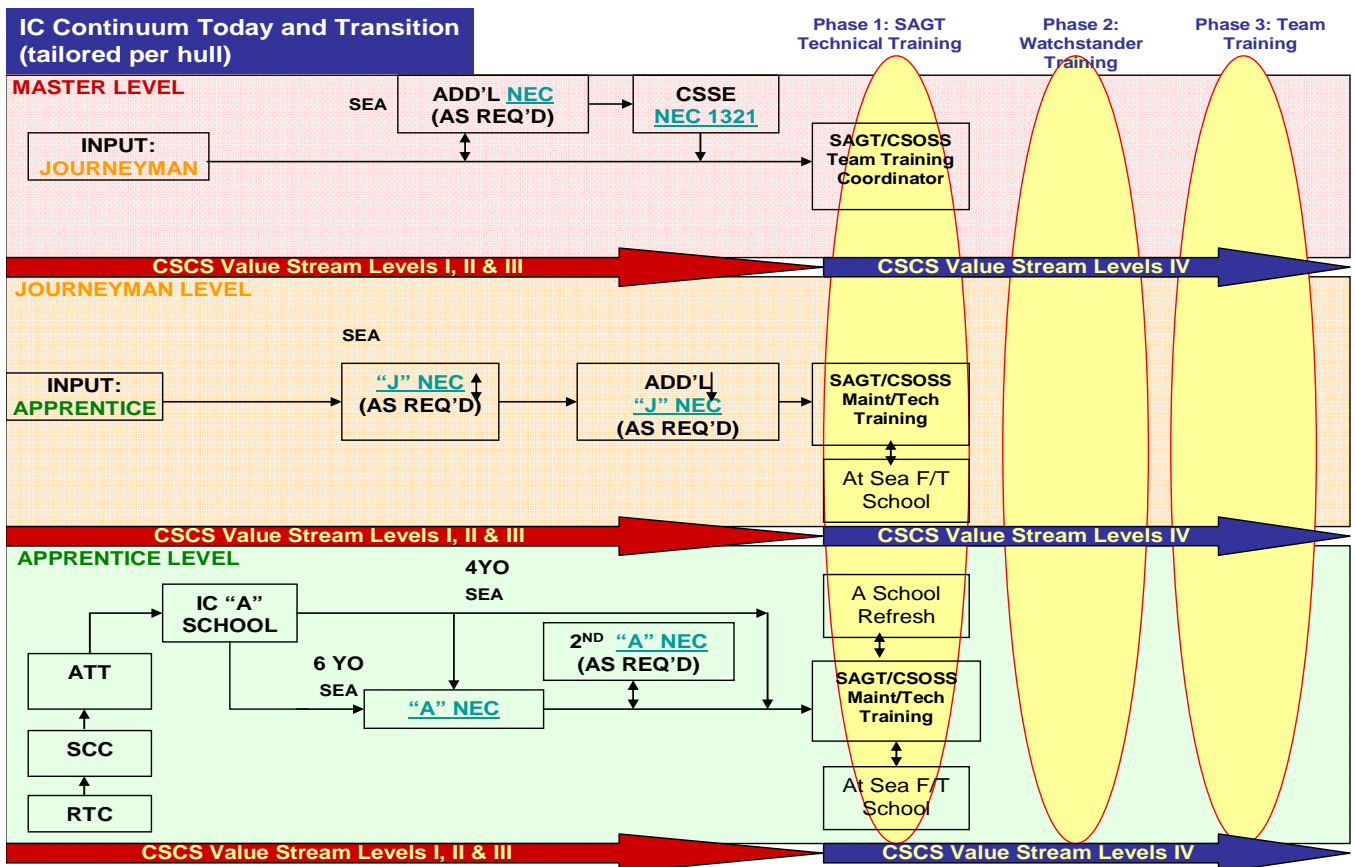 IC Continuum Today and Transition
(tailored per hull)
Phase 1: SAGT
Technical Training
Phase 2:
Watchstander
Training
Phase 3: Team
Training
MASTER LEVEL
SEA
ADD'L NEC
(AS REQ'D)
CSSE
NEC 1321
INPUT:
JOURNEYMAN
SAGT/CSOSS
Team Training
Coordinator
CSCS Value Stream Levels I, II & III
CSCS Value Stream Levels IV
JOURNEYMAN LEVEL
SEA
INPUT:
APPRENTICE
“J” NEC
(AS REQ'D)
ADD'L
“J” NEC
(AS REQ'D)
SAGT/CSOSS
Maint/Tech
Training
At Sea F/T
School
CSCS Value Stream Levels I, II & III
CSCS Value Stream Levels IV
APPRENTICE LEVEL
4YO
SEA
IC “A”
SCHOOL
A School
Refresh
2ND “A” NEC
(AS REQ'D)
ATT
6 YO
SEA
“A” NEC
SAGT/CSOSS
Maint/Tech
Training
SCC
At Sea F/T
School
RTC
CSCS Value Stream Levels I, II & III
CSCS Value Stream Levels IV